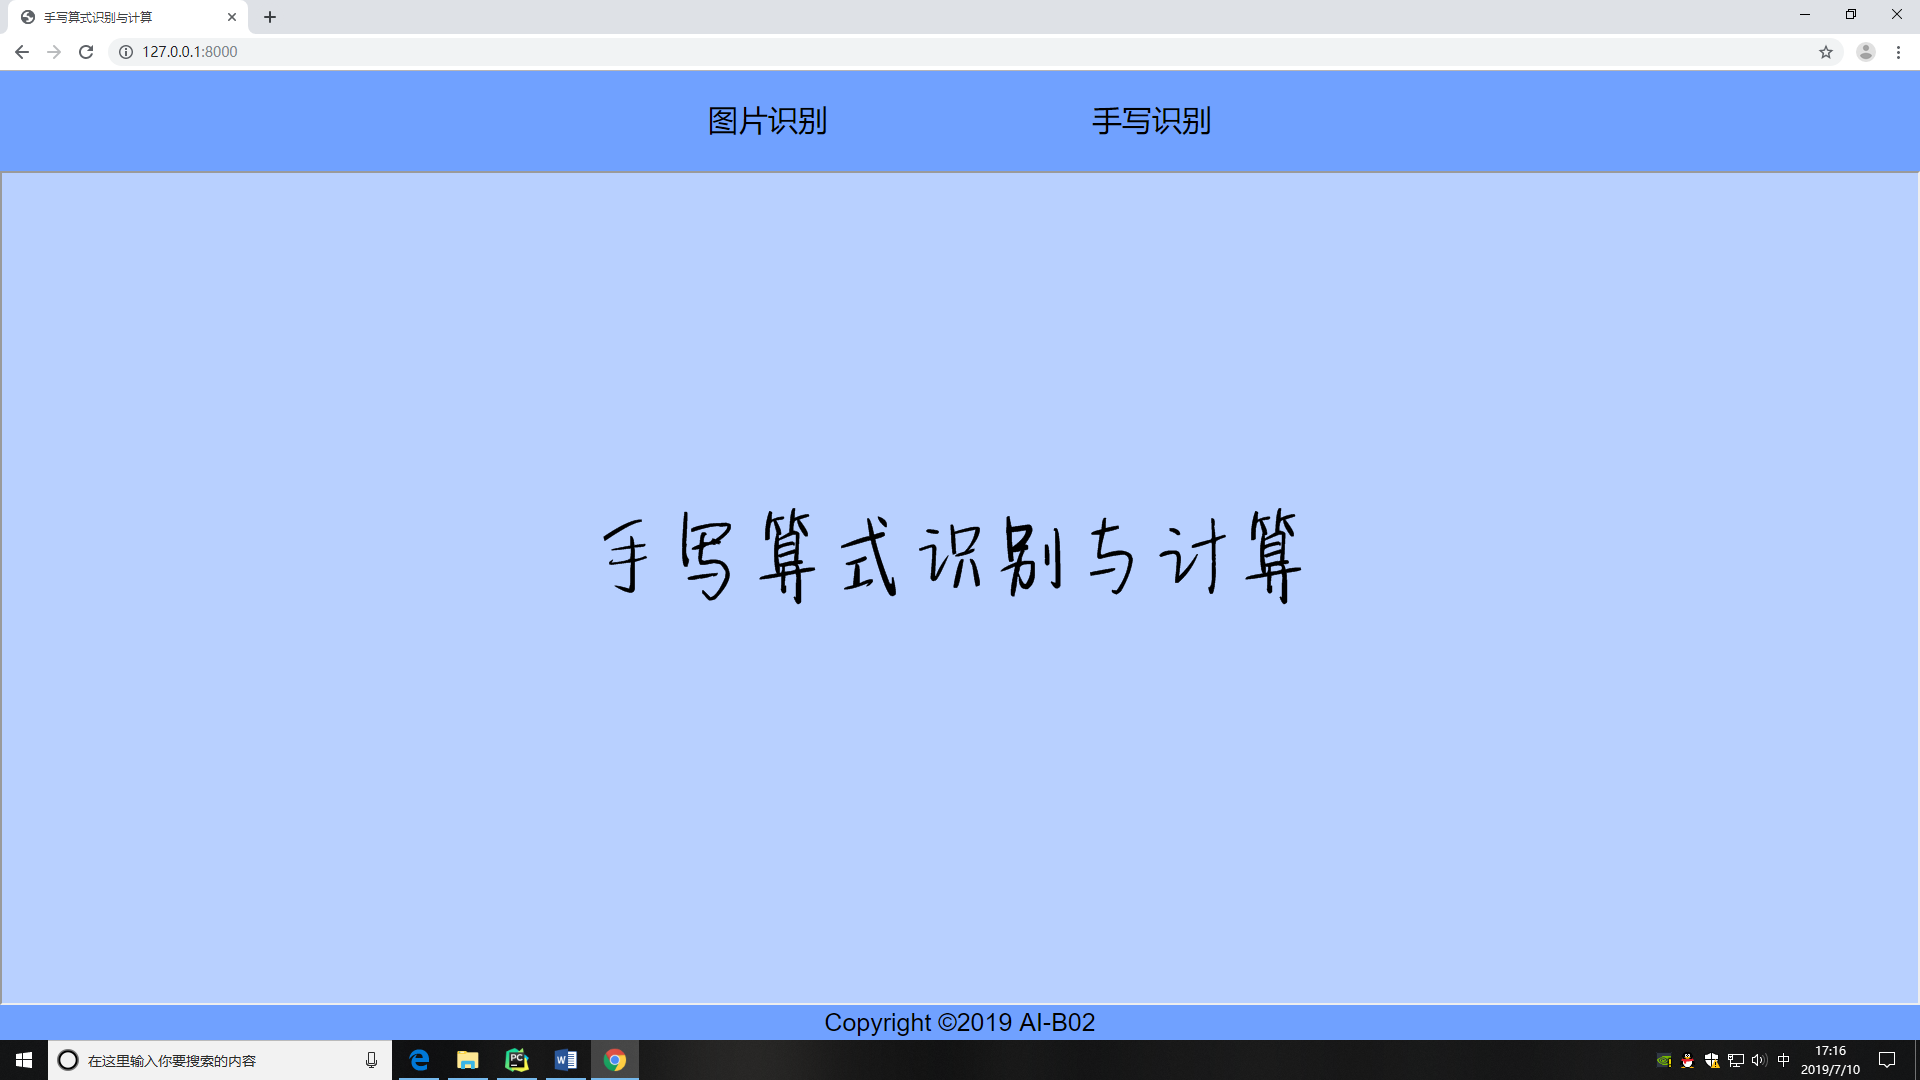 手写算式识别与计算
127.0.0.1:8000
图片识别 手写识别
手写算式识别与计算
Copyright ©2019 AI-B02
在这里输入你要搜索的内容
中
17:16
2019/7/10